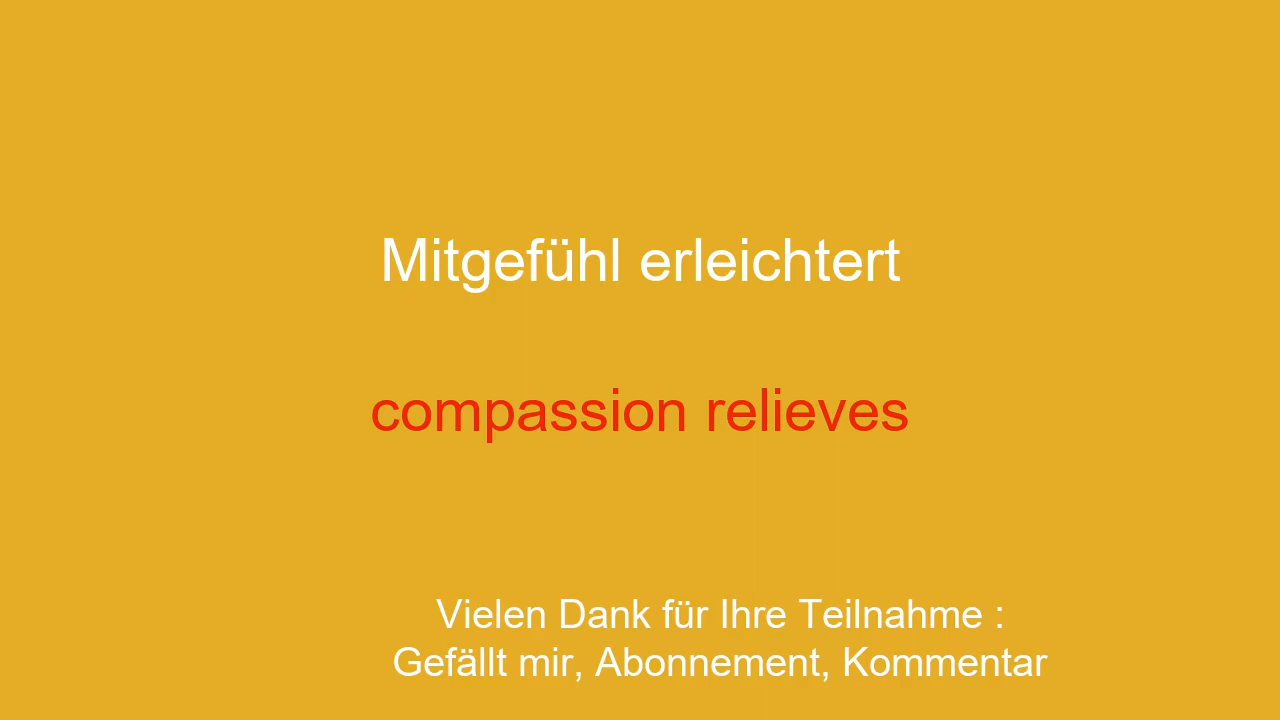 Mitgefühl erleichtert
compassion relieves
Vielen Dank für Ihre Teilnahme :
Gefällt mir, Abonnement, Kommentar